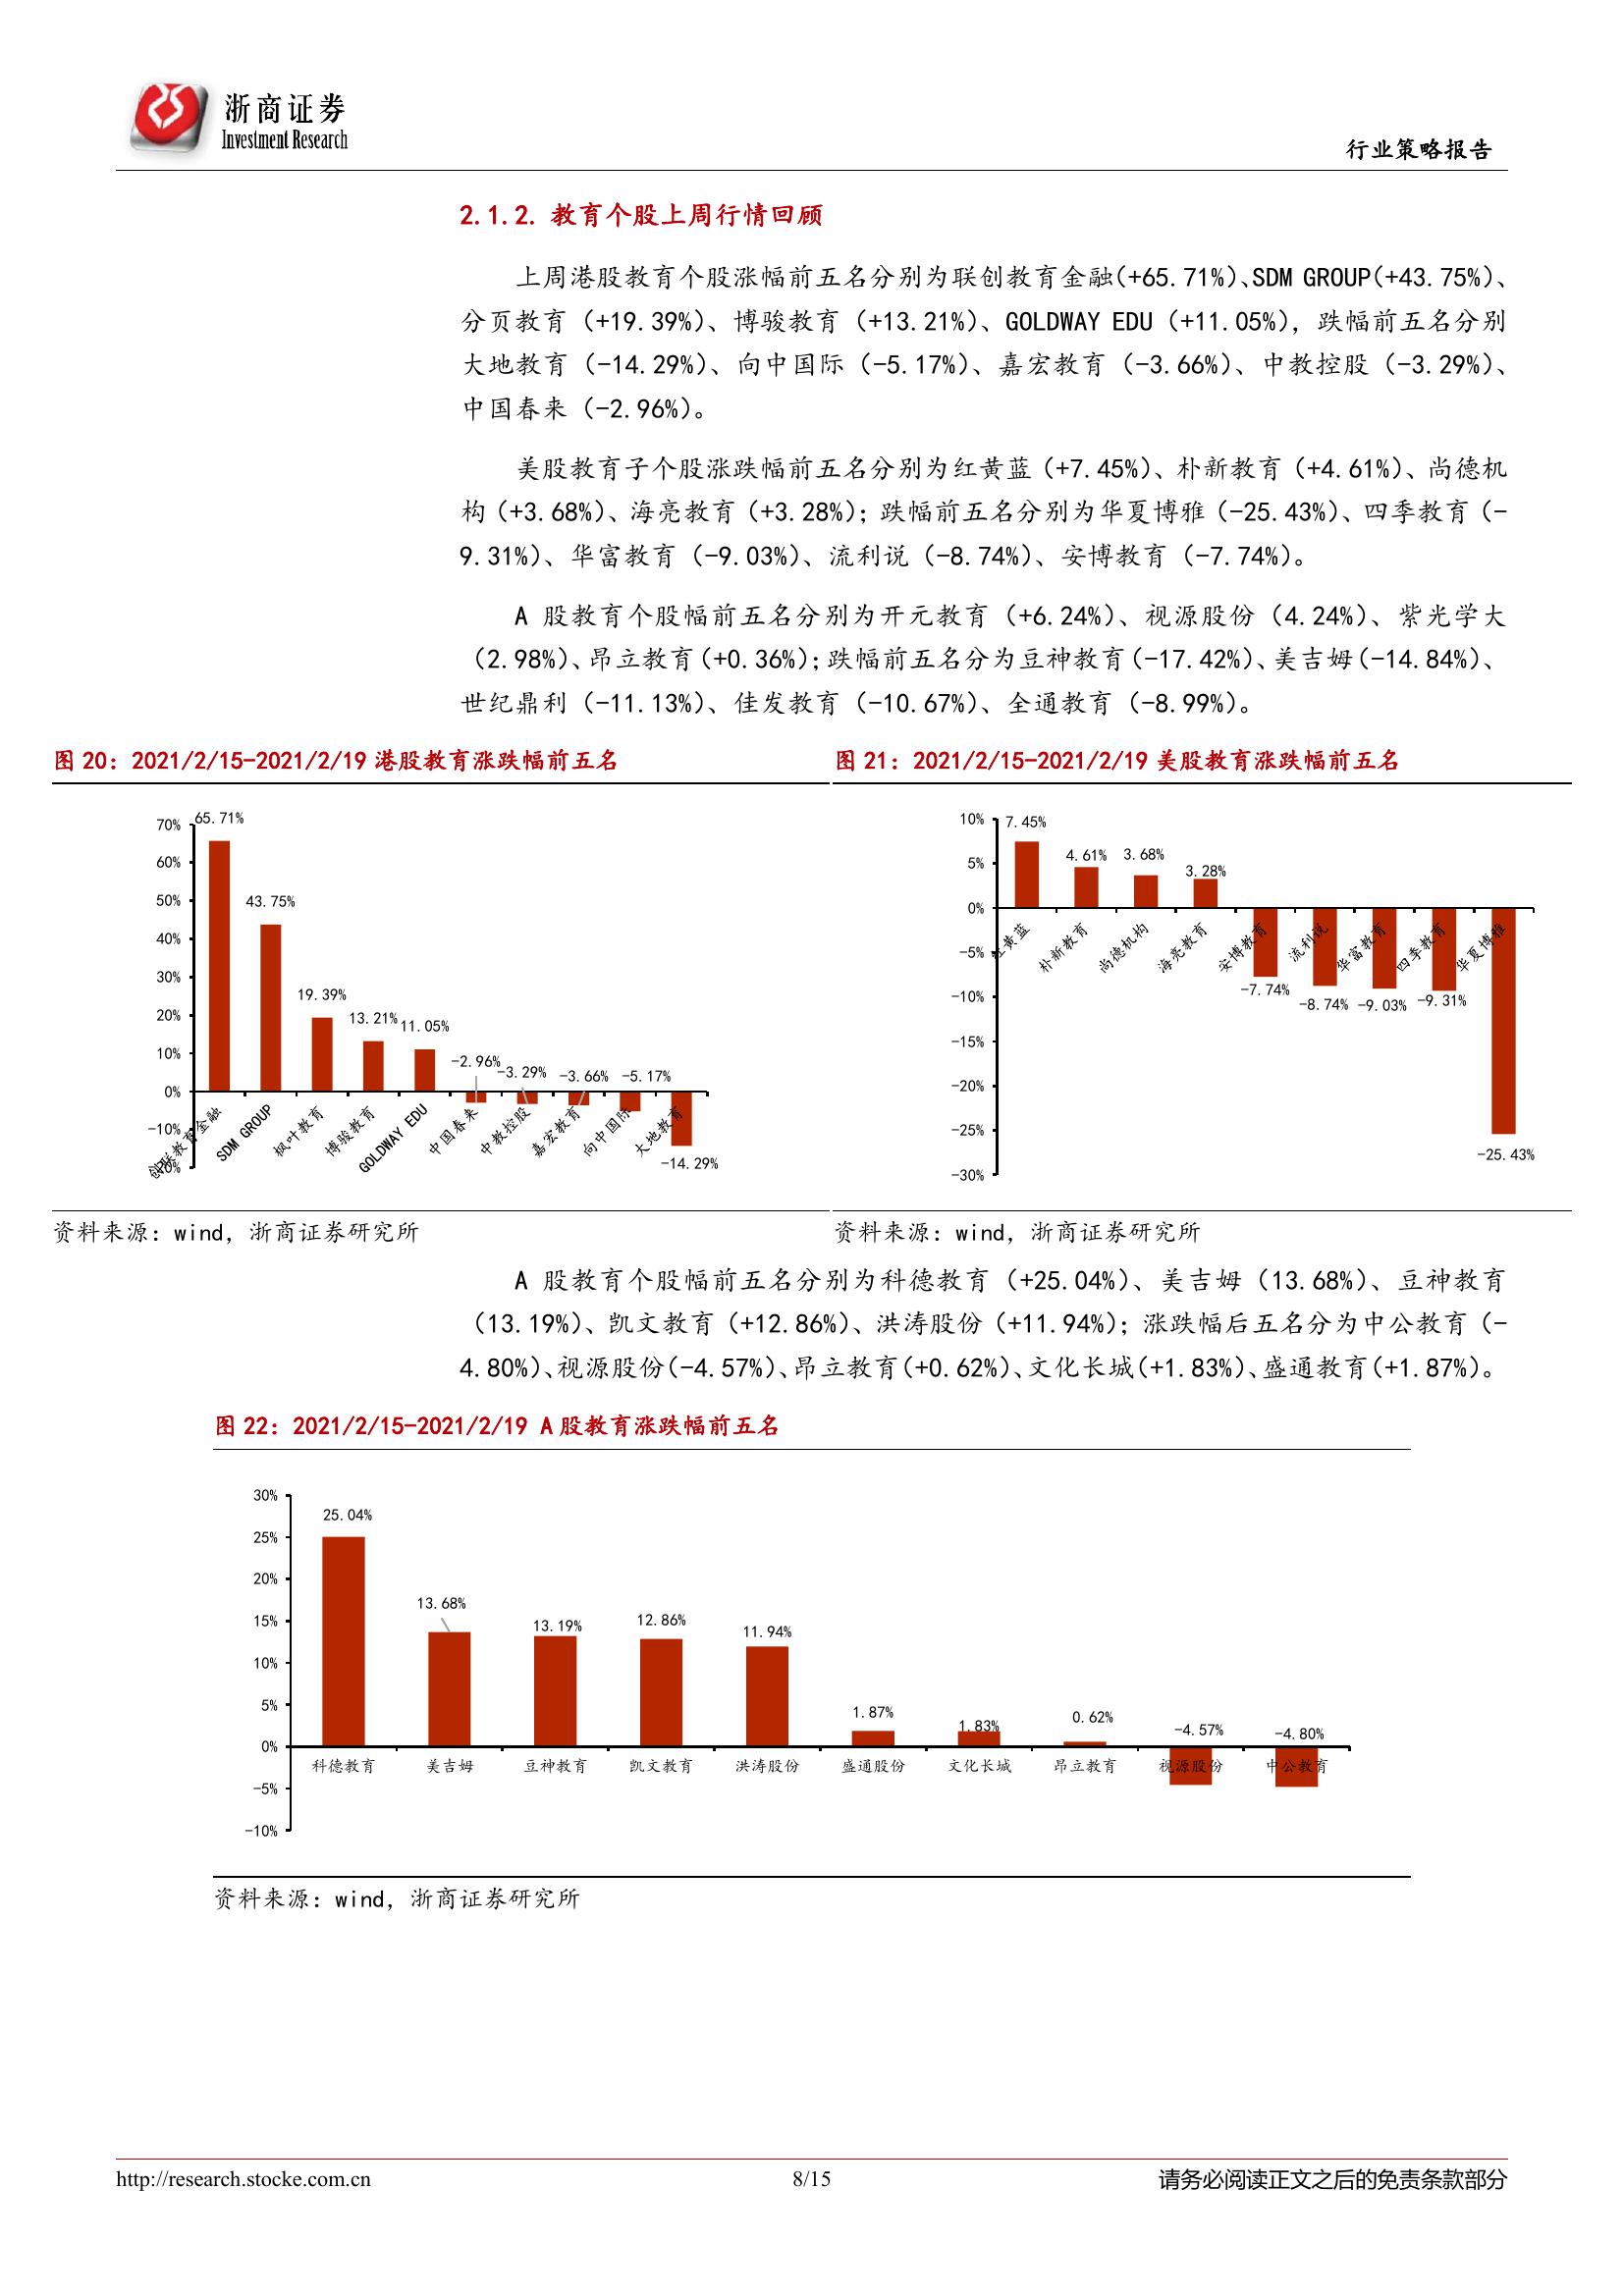 浙商证券
Investment Research
行业策略报告
2.1.2. 教育个股上周行情回顾
上周港股教育个股涨幅前五名分别为联创教育金融(+65.71%)、SDM GROUP(+43.75%)、
分页教育（+19.39%）、博骏教育（+13.21%）、GOLDWAY EDU（+11.05%），跌幅前五名分别
大地教育（-14.29%）、向中国际（-5.17%）、嘉宏教育（-3.66%）、中教控股（-3.29%）、
中国春来（-2.96%）。
美股教育子个股涨跌幅前五名分别为红黄蓝（+7.45%）、朴新教育（+4.61%）、尚德机
构（+3.68%）、海亮教育（+3.28%）；跌幅前五名分别为华夏博雅（-25.43%）、四季教育（-
9.31%）、华富教育（-9.03%）、流利说（-8.74%）、安博教育（-7.74%）。
A 股教育个股幅前五名分别为开元教育（+6.24%）、视源股份（4.24%）、紫光学大
（2.98%）、昂立教育（+0.36%）；跌幅前五名分为豆神教育（-17.42%）、美吉姆（-14.84%）、
世纪鼎利（-11.13%）、佳发教育（-10.67%）、全通教育（-8.99%）。
图 20：2021/2/15-2021/2/19 港股教育涨跌幅前五名
70%
60%
50%
40%
30%
20%
10%
0%
-10%
-20%
65.71%
43.75%
19.39%
13.21%
11.05%
-2.96%
-3.29%
-3.66%
-5.17%
-14.29%
创联教育金融
SDM GROUP
枫叶教育
博骏教育
GOLDWAY EDU
中国春来
中教控股
嘉宏教育
向中国际
大地教育
资料来源：wind，浙商证券研究所
图 21：2021/2/15-2021/2/19 美股教育涨跌幅前五名
10%
5%
0%
-5%
-10%
-15%
-20%
-25%
-30%
7.45%
4.61%
3.68%
3.28%
-7.74%
-8.74%
-9.03%
-9.31%
-25.43%
红黄蓝
朴新教育
尚德机构
海亮教育
安博教育
流利说
华富教育
四季教育
华夏博雅
资料来源：wind，浙商证券研究所
A 股教育个股幅前五名分别为科德教育（+25.04%）、美吉姆（13.68%）、豆神教育
（13.19%）、凯文教育（+12.86%）、洪涛股份（+11.94%）；涨跌幅后五名分为中公教育（-
4.80%）、视源股份（-4.57%）、昂立教育（+0.62%）、文化长城（+1.83%）、盛通教育（+1.87%）。
图 22：2021/2/15-2021/2/19 A 股教育涨跌幅前五名
30%
25%
20%
15%
10%
5%
0%
-5%
-10%
25.04%
13.68%
13.19%
12.86%
11.94%
1.87%
1.83%
0.62%
-4.57%
-4.80%
科德教育
美吉姆
豆神教育
凯文教育
洪涛股份
盛通股份
文化长城
昂立教育
视源股份
中公教育
资料来源：wind，浙商证券研究所
http://research.stocke.com.cn
8/15
请务必阅读正文之后的免责条款部分